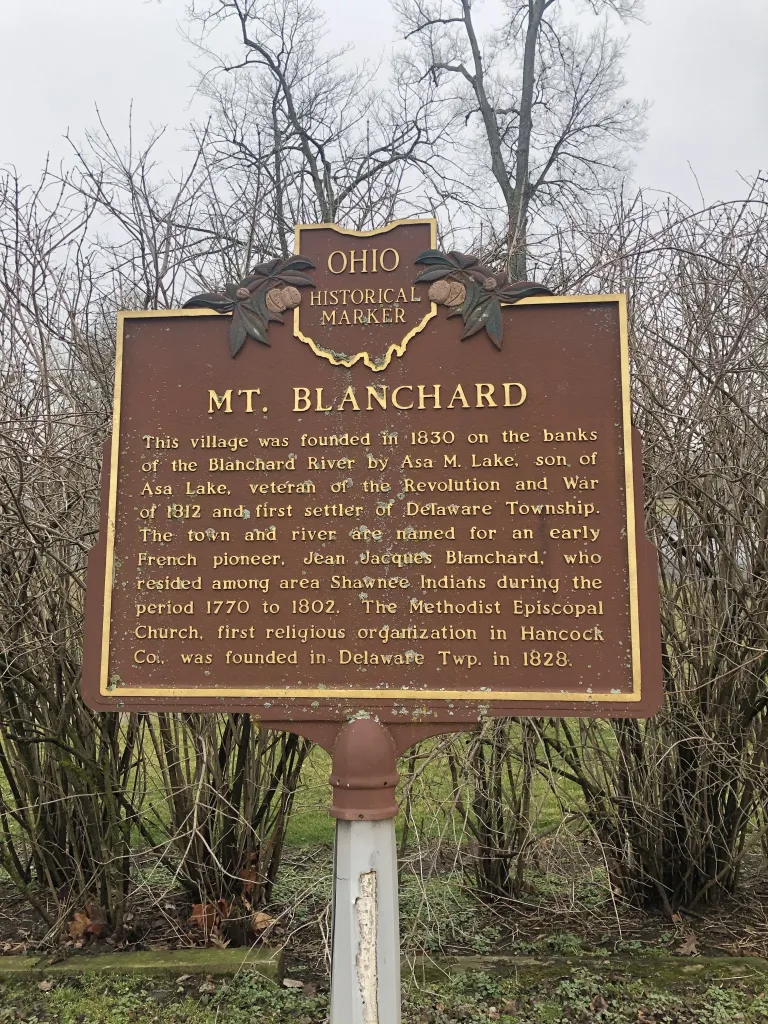 OHIO
HISTORICAL
MARKER
MT. BLANCHARD
This village was founded in 1830 on the banks
of the Blanchard River by Asa M. Lake, son of
Asa Lake, veteran of the Revolution and War
of 1812 and first settler of Delaware Township.
The town and river are named for an early
French pioneer, Jean Jacques Blanchard, who
resided among area Shawnee Indians during the
period 1770 to 1802. The Methodist Episcopal
Church, first religious organization in Hancock
Co., was founded in Delaware Twp. in 1828.